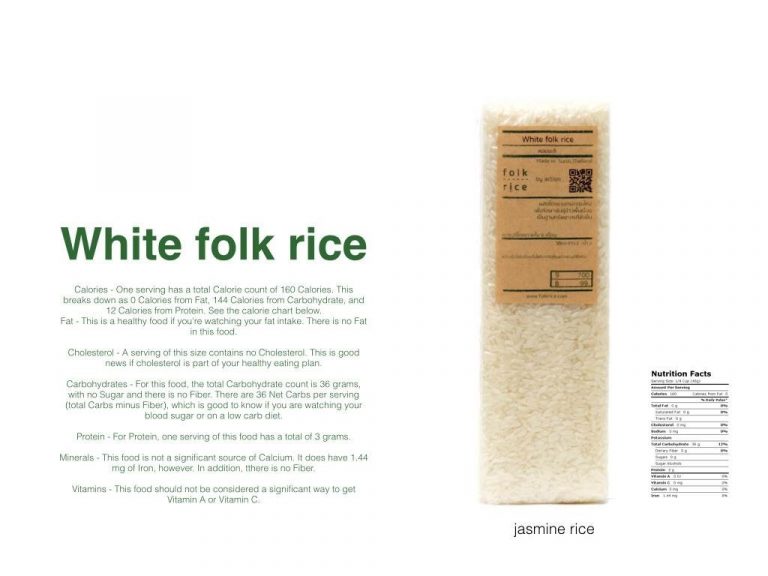 White folk rice
Calories - One serving has a total Calorie count of 160 Calories. This
breaks down as 0 Calories from Fat, 144 Calories from Carbohydrate, and
12 Calories from Protein. See the calorie chart below.
Fat - This is a healthy food if you're watching your fat intake. There is no Fat
in this food.
Cholesterol - A serving of this size contains no Cholesterol. This is good
news if cholesterol is part of your healthy eating plan.
Carbohydrates - For this food, the total Carbohydrate count is 36 grams,
with no Sugar and there is no Fiber. There are 36 Net Carbs per serving
(total Carbs minus Fiber), which is good to know if you are watching your
blood sugar or on a low carb diet.
Protein - For Protein, one serving of this food has a total of 3 grams.
Minerals - This food is not a significant source of Calcium. It does have 1.44
mg of Iron, however. In addition, tthere is no Fiber.
Vitamins - This food should not be considered a significant way to get
Vitamin A or Vitamin C.
White folk rice
folk
rice
by
www.folkrice.com
jasmine rice
Nutrition Facts
Serving Size 1/4 Cup
Amount Per Serving
Calories 160 Calories from Fat 0
% Daily Value*
Total Fat 0 g 0%
Saturated Fat 0 g 0%
Trans Fat 0 g
Cholesterol 0 mg 0%
Sodium 0 mg 0%
Potassium
Total Carbohydrate 36 g 12%
Dietary Fiber 0 g 0%
Sugars 0 g
Sugar Alcohols
Protein 3 g
Vitamin A 0 IU 0%
Vitamin C 0 mg 0%
Calcium 0 mg 0%
Iron 1.44 mg